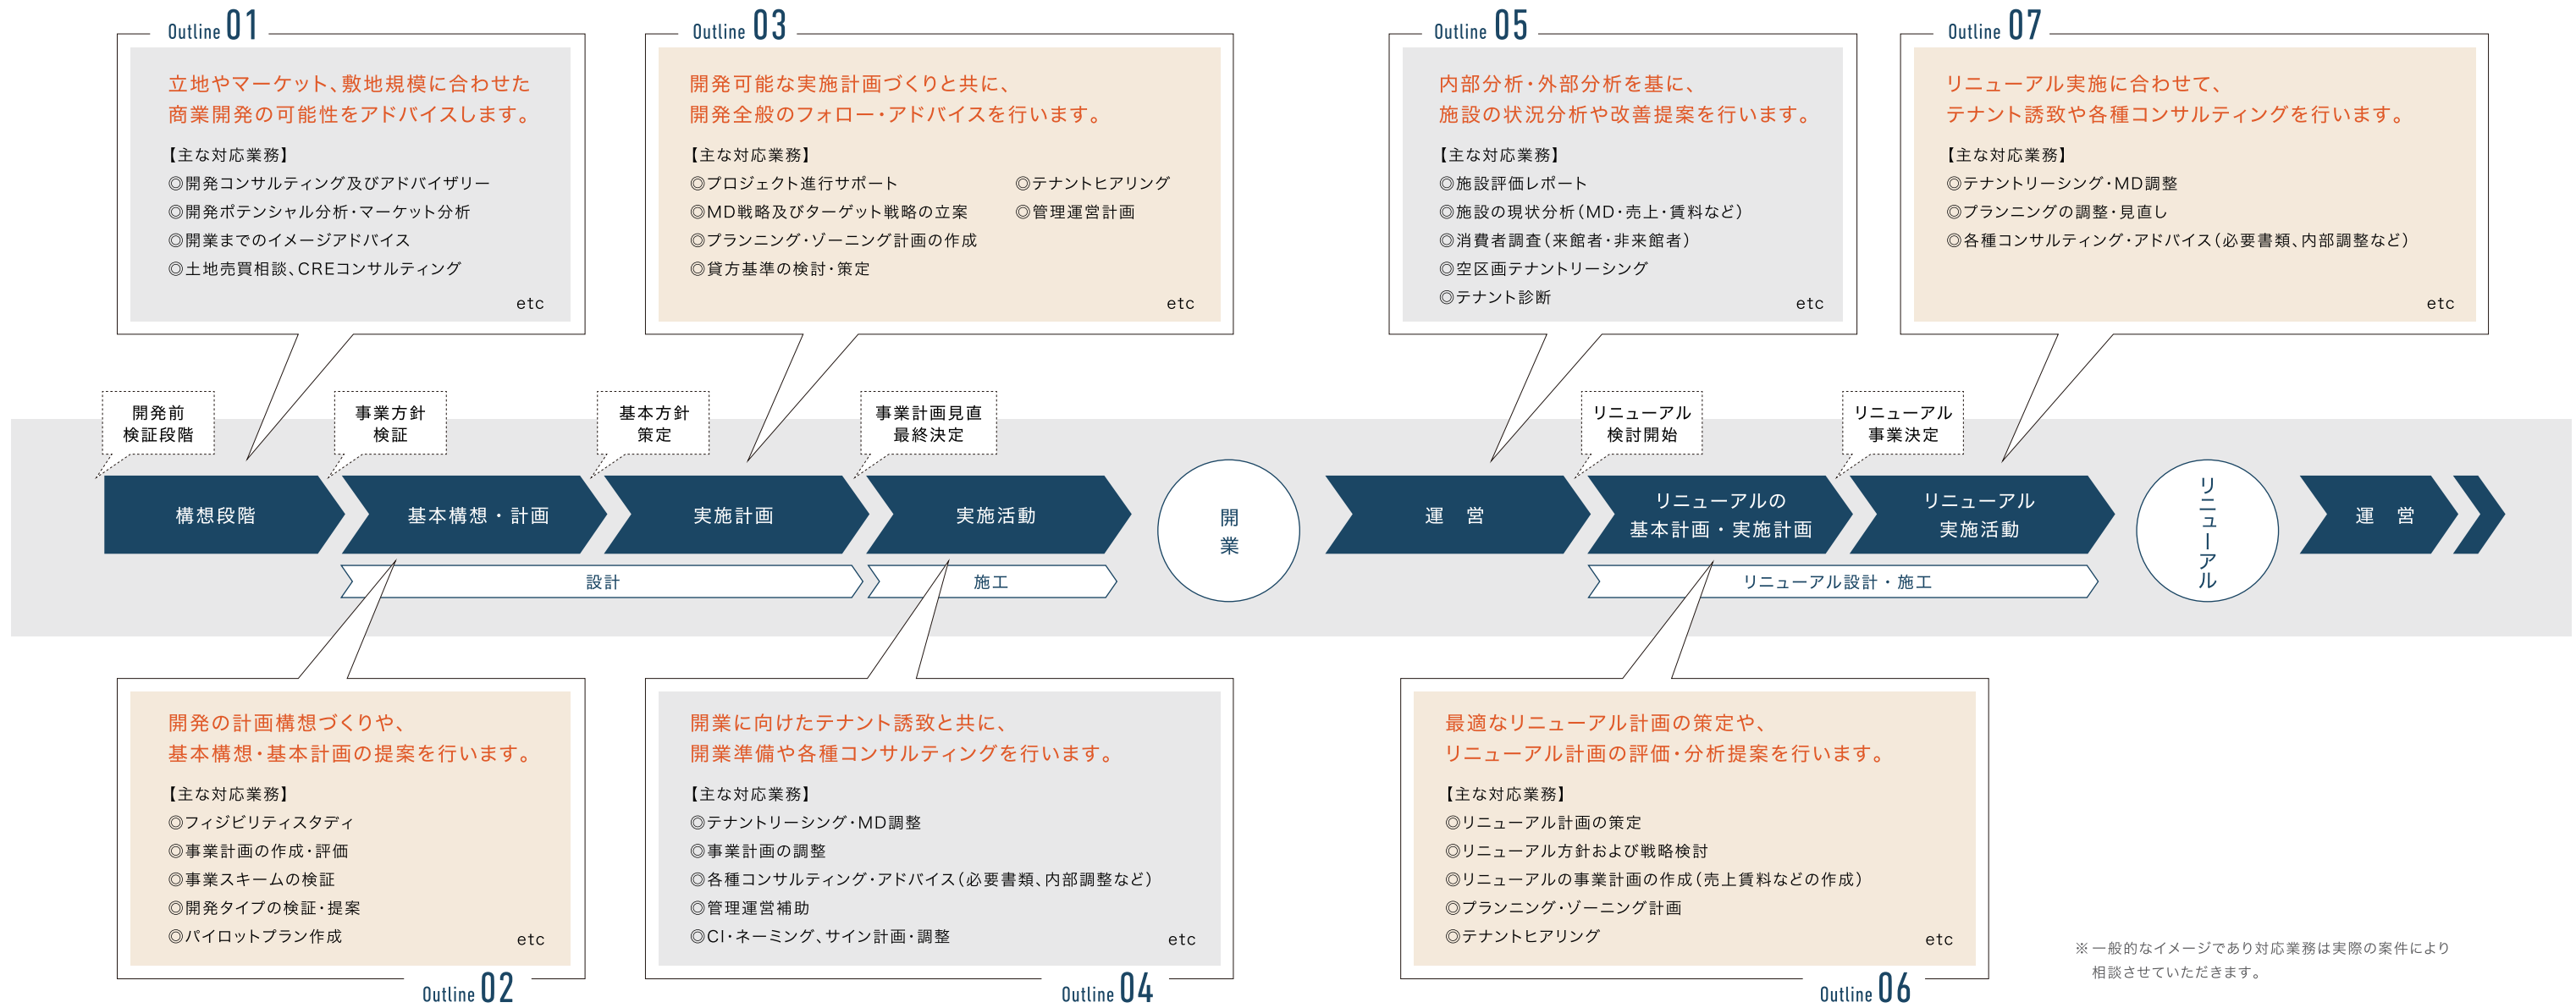 Outline 01
立地やマーケット、敷地規模に合わせた
商業開発の可能性をアドバイスします。
【主な対応業務】
◎開発コンサルティング及びアドバイザリー
◎開発ポテンシャル分析・マーケット分析
◎開業までのイメージアドバイス
◎土地売買相談、CREコンサルティング
etc
Outline 03
開発可能な実施計画づくりと共に、
開発全般のフォロー・アドバイスを行います。
【主な対応業務】
◎プロジェクト進行サポート
◎MD戦略及びターゲット戦略の立案
◎プランニング・ゾーニング計画の作成
◎貸方基準の検討・策定
◎テナントヒアリング
◎管理運営計画
etc
Outline 05
内部分析・外部分析を基に、
施設の状況分析や改善提案を行います。
【主な対応業務】
◎施設評価レポート
◎施設の現状分析（MD・売上・賃料など）
◎消費者調査（来館者・非来館者）
◎空区画テナントリーシング
◎テナント診断
etc
Outline 07
リニューアル実施に合わせて、
テナント誘致や各種コンサルティングを行います。
【主な対応業務】
◎テナントリーシング・MD調整
◎プランニングの調整・見直し
◎各種コンサルティング・アドバイス（必要書類、内部調整など）
etc
開発前
検証段階
事業方針
検証
基本方針
策定
事業計画見直
最終決定
リニューアル
検討開始
リニューアル
事業決定
構想段階
基本構想・計画
実施計画
実施活動
開業
運　営
リニューアルの
基本計画・実施計画
リニューアル
実施活動
リニューアル
運　営
設計
施工
リニューアル設計・施工
開発の計画構想づくりや、
基本構想・基本計画の提案を行います。
【主な対応業務】
◎フィジビリティスタディ
◎事業計画の作成・評価
◎事業スキームの検証
◎開発タイプの検証・提案
◎パイロットプラン作成
etc
Outline 02
開業に向けたテナント誘致と共に、
開業準備や各種コンサルティングを行います。
【主な対応業務】
◎テナントリーシング・MD調整
◎事業計画の調整
◎各種コンサルティング・アドバイス（必要書類、内部調整など）
◎管理運営補助
◎CI・ネーミング、サイン計画・調整
etc
Outline 04
最適なリニューアル計画の策定や、
リニューアル計画の評価・分析提案を行います。
【主な対応業務】
◎リニューアル計画の策定
◎リニューアル方針および戦略検討
◎リニューアルの事業計画の作成（売上賃料などの作成）
◎プランニング・ゾーニング計画
◎テナントヒアリング
etc
Outline 06
※一般的なイメージであり対応業務は実際の案件により
相談させていただきます。